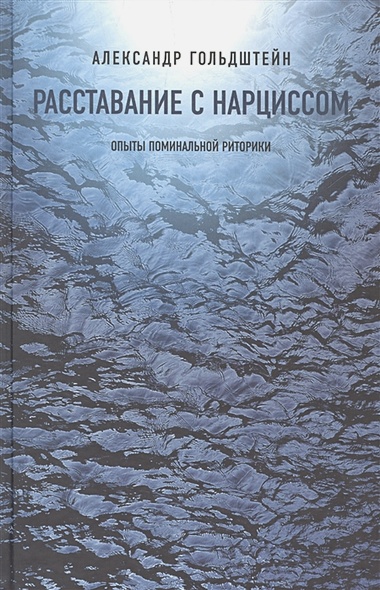 АЛЕКСАНДР ГОЛЬДШТЕЙН
РАССТАВАНИЕ С НАРЦИССОМ
ОПЫТЫ ПОМИНАЛЬНОЙ РИТОРИКИ